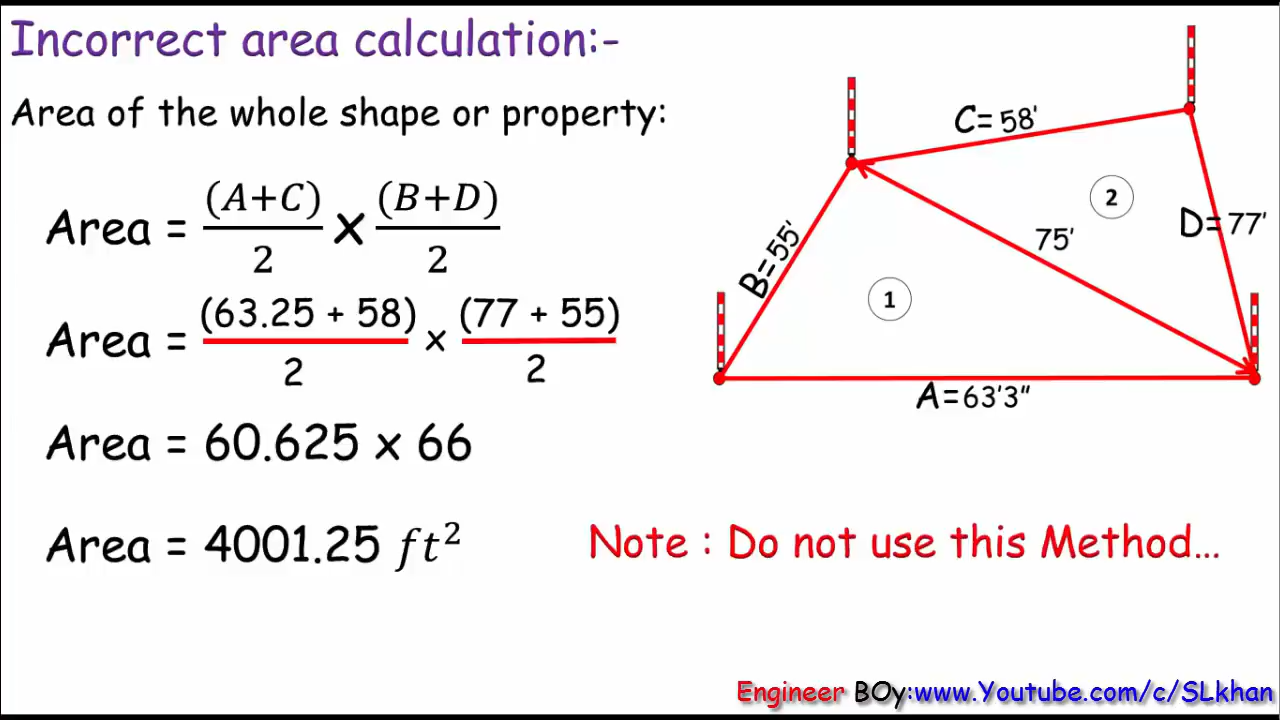 Incorrect area calculation:-
Area of the whole shape or property:
Area = (A+C)/2 x (B+D)/2
Area = (63.25 + 58)/2 x (77 + 55)/2
Area = 60.625 x 66
Area = 4001.25 ft²
C= 58'
B=55'
75'
D=77'
1
2
A=63'3"
Note : Do not use this Method...
Engineer BOy:www.Youtube.com/c/SLkhan